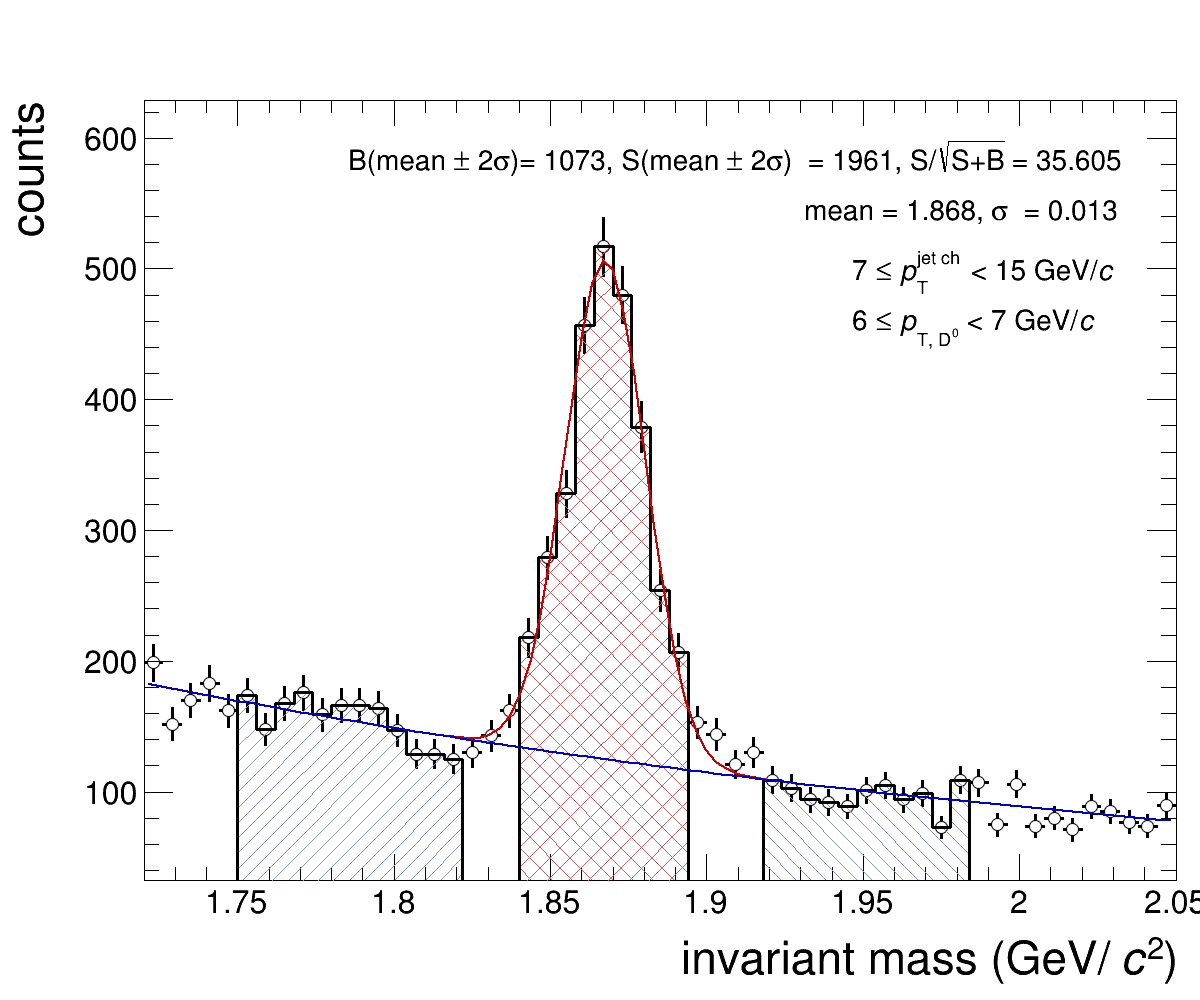 counts
600
500
400
300
200
100
B(mean ± 2σ)= 1073, S(mean ± 2σ) = 1961, S/√S+B = 35.605
mean = 1.868, σ = 0.013
7 ≤ p_T^jet ch < 15 GeV/c
6 ≤ p_T, D⁰ < 7 GeV/c
1.75 1.8 1.85 1.9 1.95 2 2.05
invariant mass (GeV/ c²)